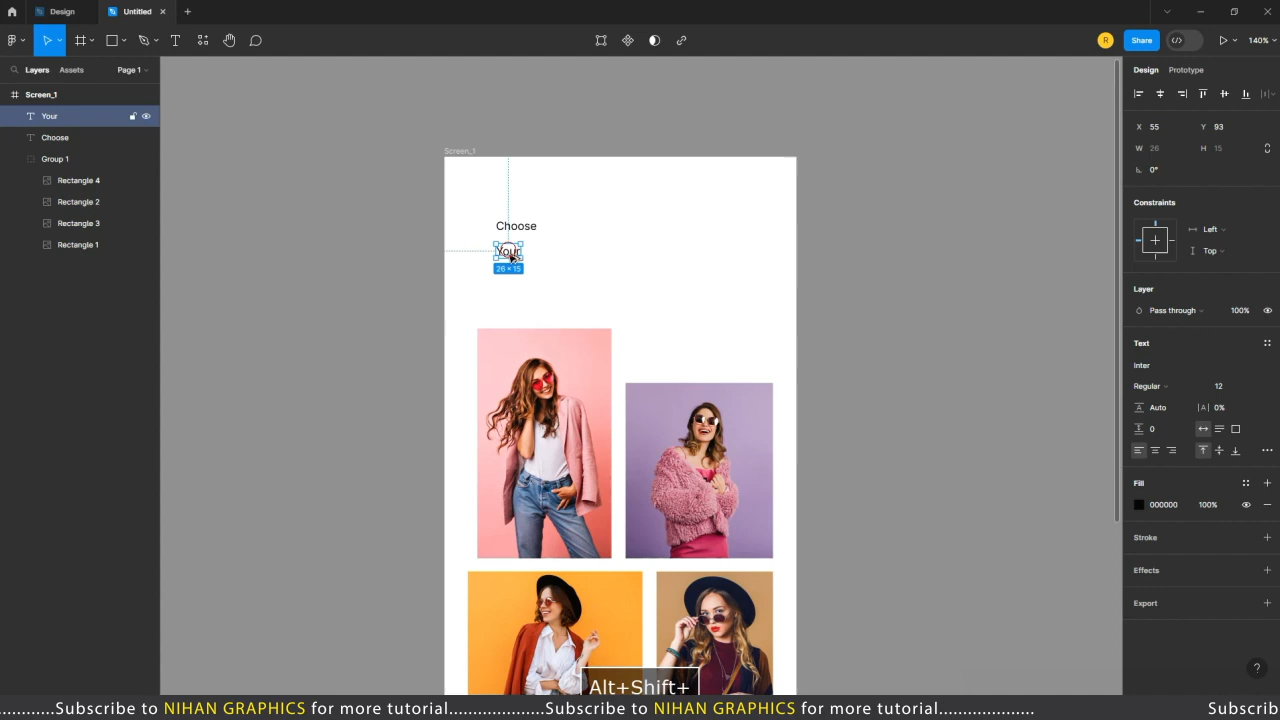 Design
Untitled
Share
140%
Layers
Assets
Page 1
Screen_1
Your
Choose
Group 1
Rectangle 4
Rectangle 2
Rectangle 3
Rectangle 1
Screen_1
Choose
Your
26 × 15
Design
Prototype
X 55 Y 93
W 26 H 15
0°
Constraints
Left
Top
Layer
Pass through 100%
Text
Inter
Regular 12
Auto |A| 0%
0
Fill
000000 100%
Stroke
Effects
Export
?
Alt+Shift+
...........Subscribe to NIHAN GRAPHICS for more tutorial....................Subscribe to NIHAN GRAPHICS for more tutorial.................. Subscrib